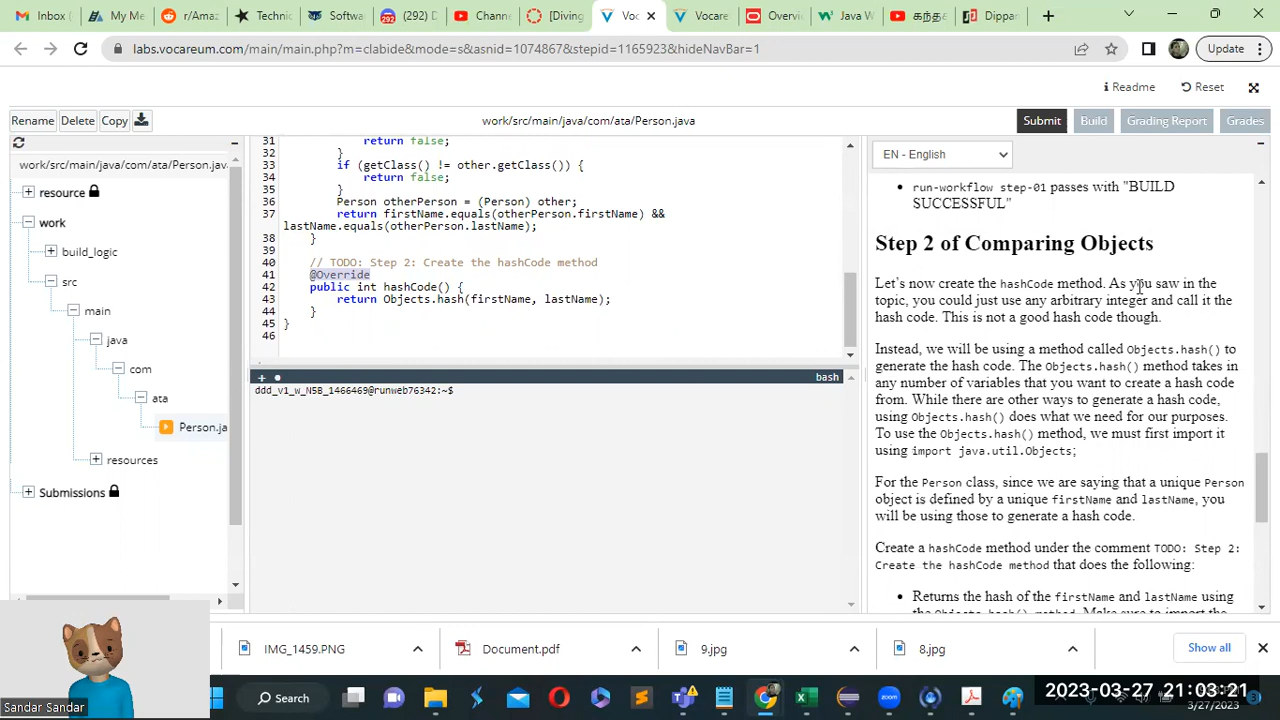 Inbox (
My Me
r/Amaz
Technic
Softwa
(292) D
Channe
[Diving
Voc
Vocare
Overvi
Java W
கந்த
Dippar
labs.vocareum.com/main/main.php?m=clabide&mode=s&asnid=1074867&stepid=1165923&hideNavBar=1
Update
Readme
Reset
Rename
Delete
Copy
work/src/main/java/com/ata/Person.java
Submit
Build
Grading Report
Grades
work/src/main/java/com/ata/Person.java
resource
work
build_logic
src
main
java
com
ata
Person.ja
resources
Submissions
31 return false;
32 }
33 if (getClass() != other.getClass()) {
34 return false;
35 }
36 Person otherPerson = (Person) other;
37 return firstName.equals(otherPerson.firstName) &&
lastName.equals(otherPerson.lastName);
38 }
39
40 // TODO: Step 2: Create the hashCode method
41 @Override
42 public int hashCode() {
43 return Objects.hash(firstName, lastName);
44 }
45 }
46
bash
ddd_v1_w_N5B_1466469@runweb76342:~$
EN - English
• run-workflow step-01 passes with "BUILD
SUCCESSFUL"
Step 2 of Comparing Objects
Let's now create the hashCode method. As you saw in the
topic, you could just use any arbitrary integer and call it the
hash code. This is not a good hash code though.
Instead, we will be using a method called Objects.hash() to
generate the hash code. The Objects.hash() method takes in
any number of variables that you want to create a hash code
from. While there are other ways to generate a hash code,
using Objects.hash() does what we need for our purposes.
To use the Objects.hash() method, we must first import it
using import java.util.Objects;
For the Person class, since we are saying that a unique Person
object is defined by a unique firstName and lastName, you
will be using those to generate a hash code.
Create a hashCode method under the comment TODO: Step 2:
Create the hashCode method that does the following:
• Returns the hash of the firstName and lastName using
the Objects.hash() method. Make sure to import the
IMG_1459.PNG
Document.pdf
9.jpg
8.jpg
Show all
Sandar Sandar
Search
2023-03-27 21:03:21
3/27/2023